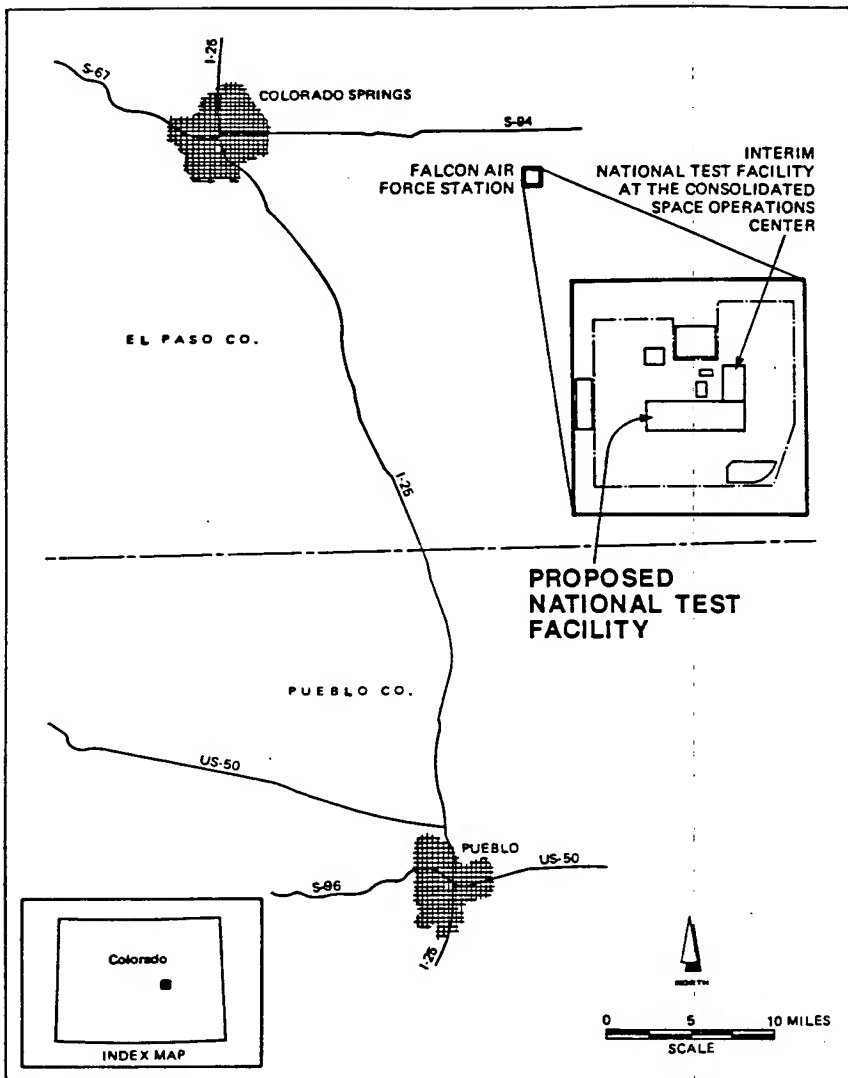 I-25
S-67
COLORADO SPRINGS
S-94
FALCON AIR
FORCE STATION
INTERIM
NATIONAL TEST FACILITY
AT THE CONSOLIDATED
SPACE OPERATIONS
CENTER
EL PASO CO.
I-25
PROPOSED
NATIONAL TEST
FACILITY
PUEBLO CO.
US-50
PUEBLO
US-50
S-96
I-25
Colorado
INDEX MAP
NORTH
0 5 10 MILES
SCALE